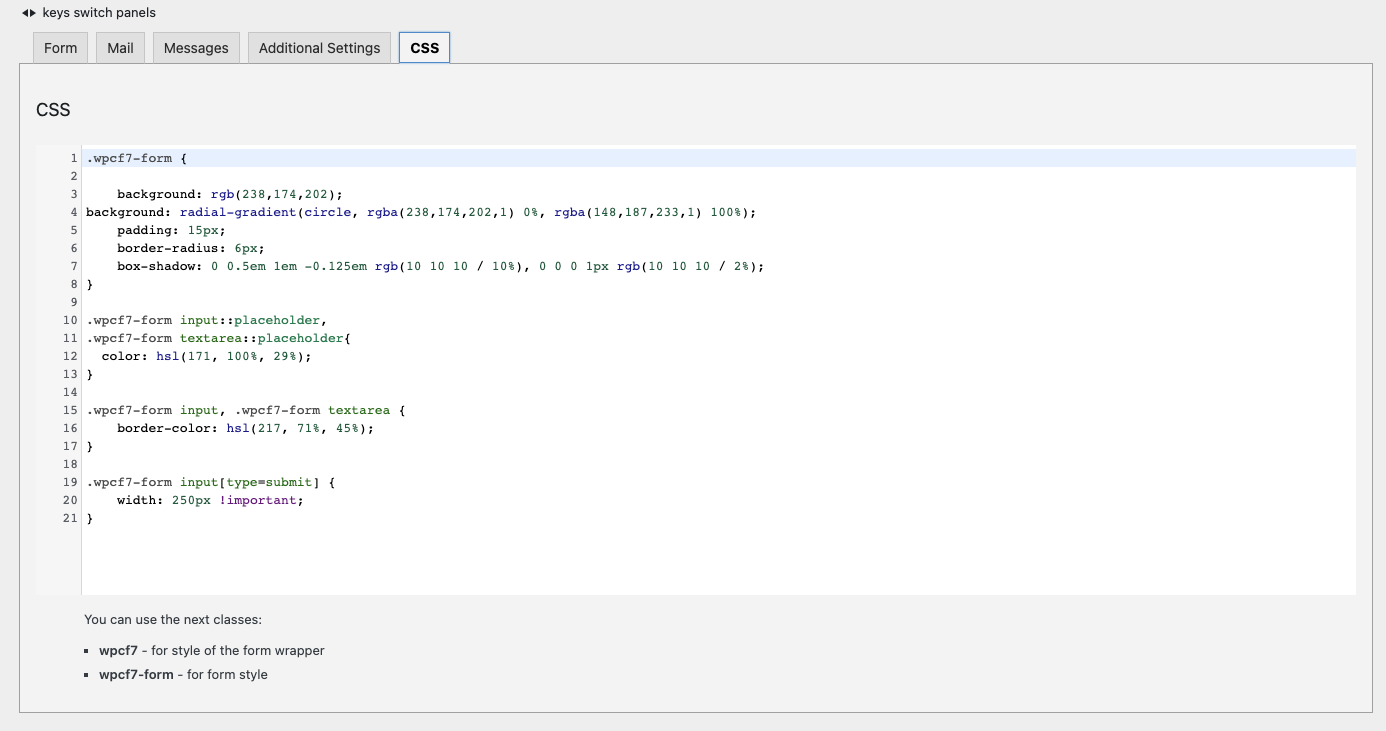 ◂▸ keys switch panels
Form Mail Messages Additional Settings CSS
CSS
1 .wpcf7-form {
2
3     background: rgb(238,174,202);
4 background: radial-gradient(circle, rgba(238,174,202,1) 0%, rgba(148,187,233,1) 100%);
5     padding: 15px;
6     border-radius: 6px;
7     box-shadow: 0 0.5em 1em -0.125em rgb(10 10 10 / 10%), 0 0 0 1px rgb(10 10 10 / 2%);
8 }
9
10 .wpcf7-form input::placeholder,
11 .wpcf7-form textarea::placeholder{
12   color: hsl(171, 100%, 29%);
13 }
14
15 .wpcf7-form input, .wpcf7-form textarea {
16     border-color: hsl(217, 71%, 45%);
17 }
18
19 .wpcf7-form input[type=submit] {
20     width: 250px !important;
21 }
You can use the next classes:
▪ wpcf7 - for style of the form wrapper
▪ wpcf7-form - for form style